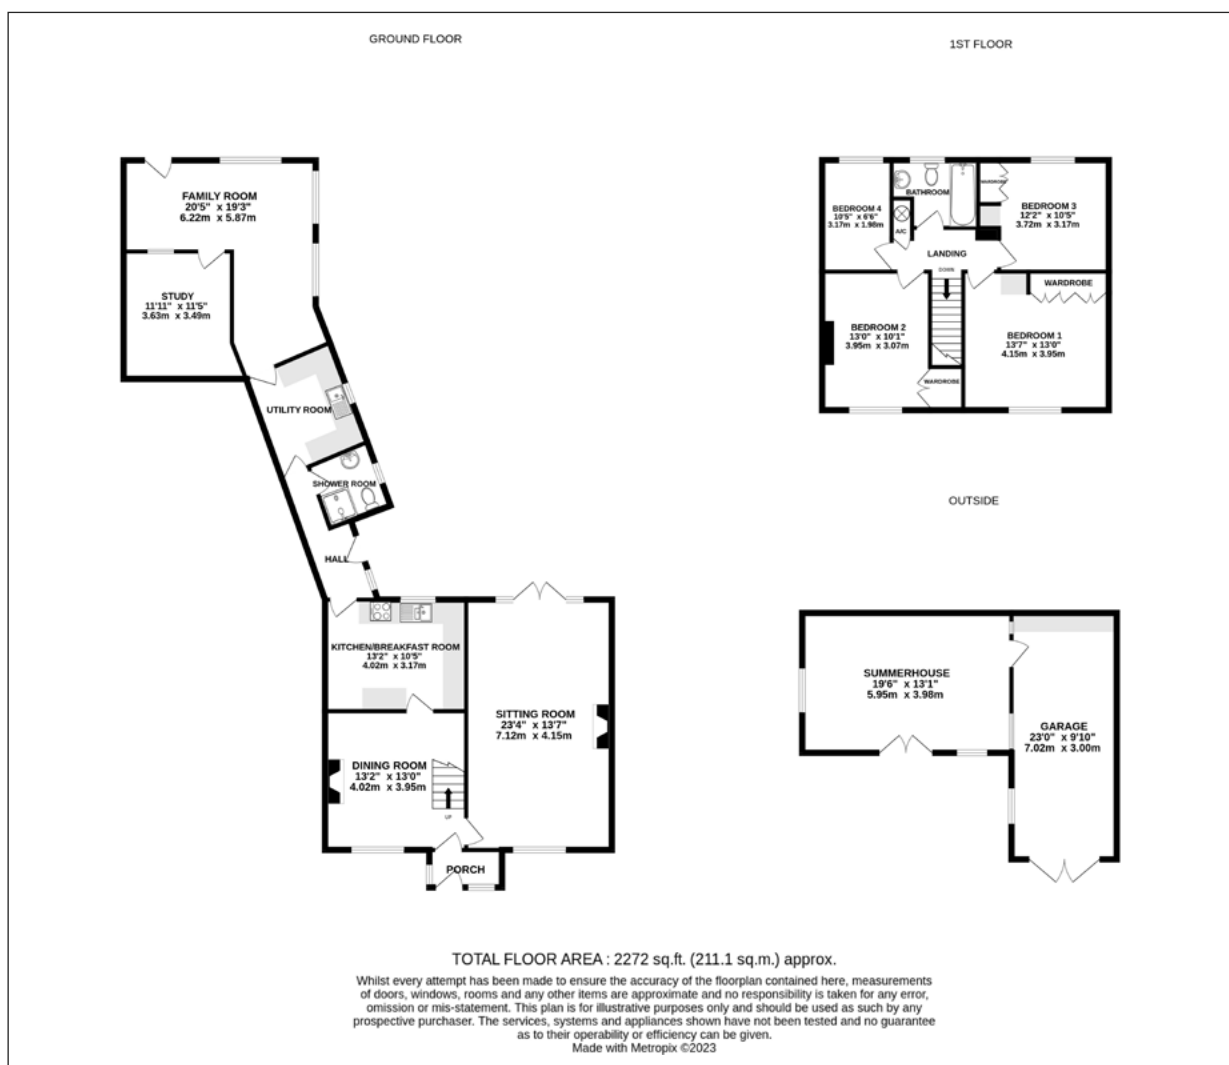 GROUND FLOOR
1ST FLOOR
FAMILY ROOM
20'5" x 19'3"
6.22m x 5.87m
STUDY
11'11" x 11'5"
3.63m x 3.49m
UTILITY ROOM
SHOWER ROOM
HALL
KITCHEN/BREAKFAST ROOM
13'2" x 10'5"
4.02m x 3.17m
SITTING ROOM
23'4" x 13'7"
7.12m x 4.15m
DINING ROOM
13'2" x 13'0"
4.02m x 3.95m
UP
PORCH
BEDROOM 4
10'5" x 6'6"
3.17m x 1.98m
BATHROOM
A/C
WARDROBE
BEDROOM 3
12'2" x 10'5"
3.72m x 3.17m
LANDING
DOWN
WARDROBE
BEDROOM 2
13'0" x 10'1"
3.95m x 3.07m
BEDROOM 1
13'7" x 13'0"
4.15m x 3.95m
WARDROBE
OUTSIDE
SUMMERHOUSE
19'6" x 13'1"
5.95m x 3.98m
GARAGE
23'0" x 9'10"
7.02m x 3.00m
TOTAL FLOOR AREA : 2272 sq.ft. (211.1 sq.m.) approx.
Whilst every attempt has been made to ensure the accuracy of the floorplan contained here, measurements
of doors, windows, rooms and any other items are approximate and no responsibility is taken for any error,
omission or mis-statement. This plan is for illustrative purposes only and should be used as such by any
prospective purchaser. The services, systems and appliances shown have not been tested and no guarantee
as to their operability or efficiency can be given.
Made with Metropix ©2023